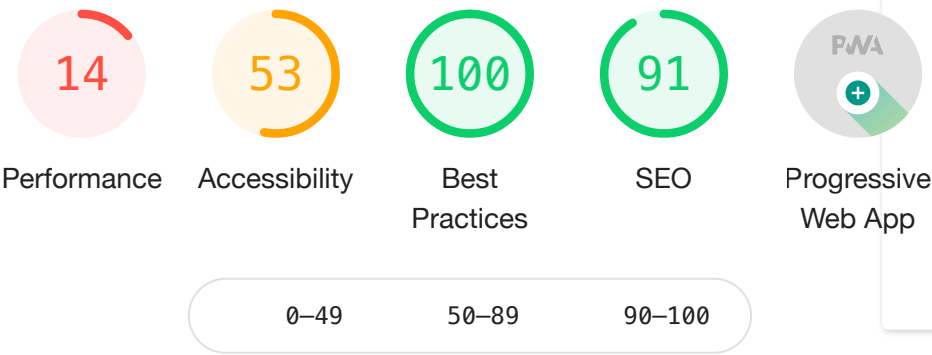 14
53
100
91
PWA
Performance
Accessibility
Best
Practices
SEO
Progressive
Web App
0–49
50–89
90–100